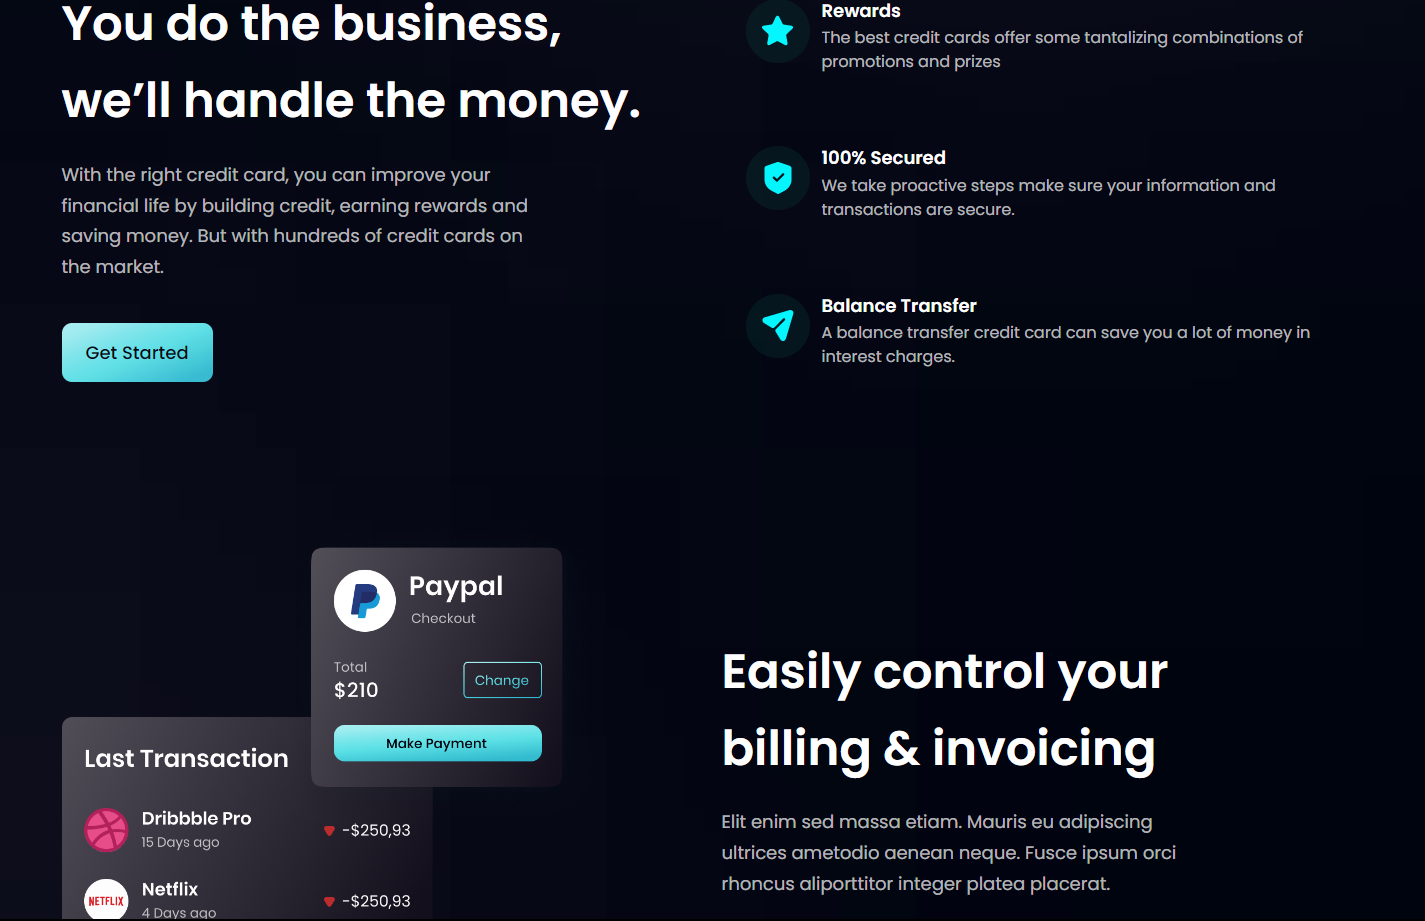 You do the business,
we’ll handle the money.
With the right credit card, you can improve your
financial life by building credit, earning rewards and
saving money. But with hundreds of credit cards on
the market.
Get Started
Rewards
The best credit cards offer some tantalizing combinations of
promotions and prizes
100% Secured
We take proactive steps make sure your information and
transactions are secure.
Balance Transfer
A balance transfer credit card can save you a lot of money in
interest charges.
Paypal
Checkout
Total
$210
Change
Make Payment
Last Transaction
Dribbble Pro
15 Days ago
-$250,93
NETFLIX
Netflix
4 Days ago
-$250,93
Easily control your
billing & invoicing
Elit enim sed massa etiam. Mauris eu adipiscing
ultrices ametodio aenean neque. Fusce ipsum orci
rhoncus aliporttitor integer platea placerat.